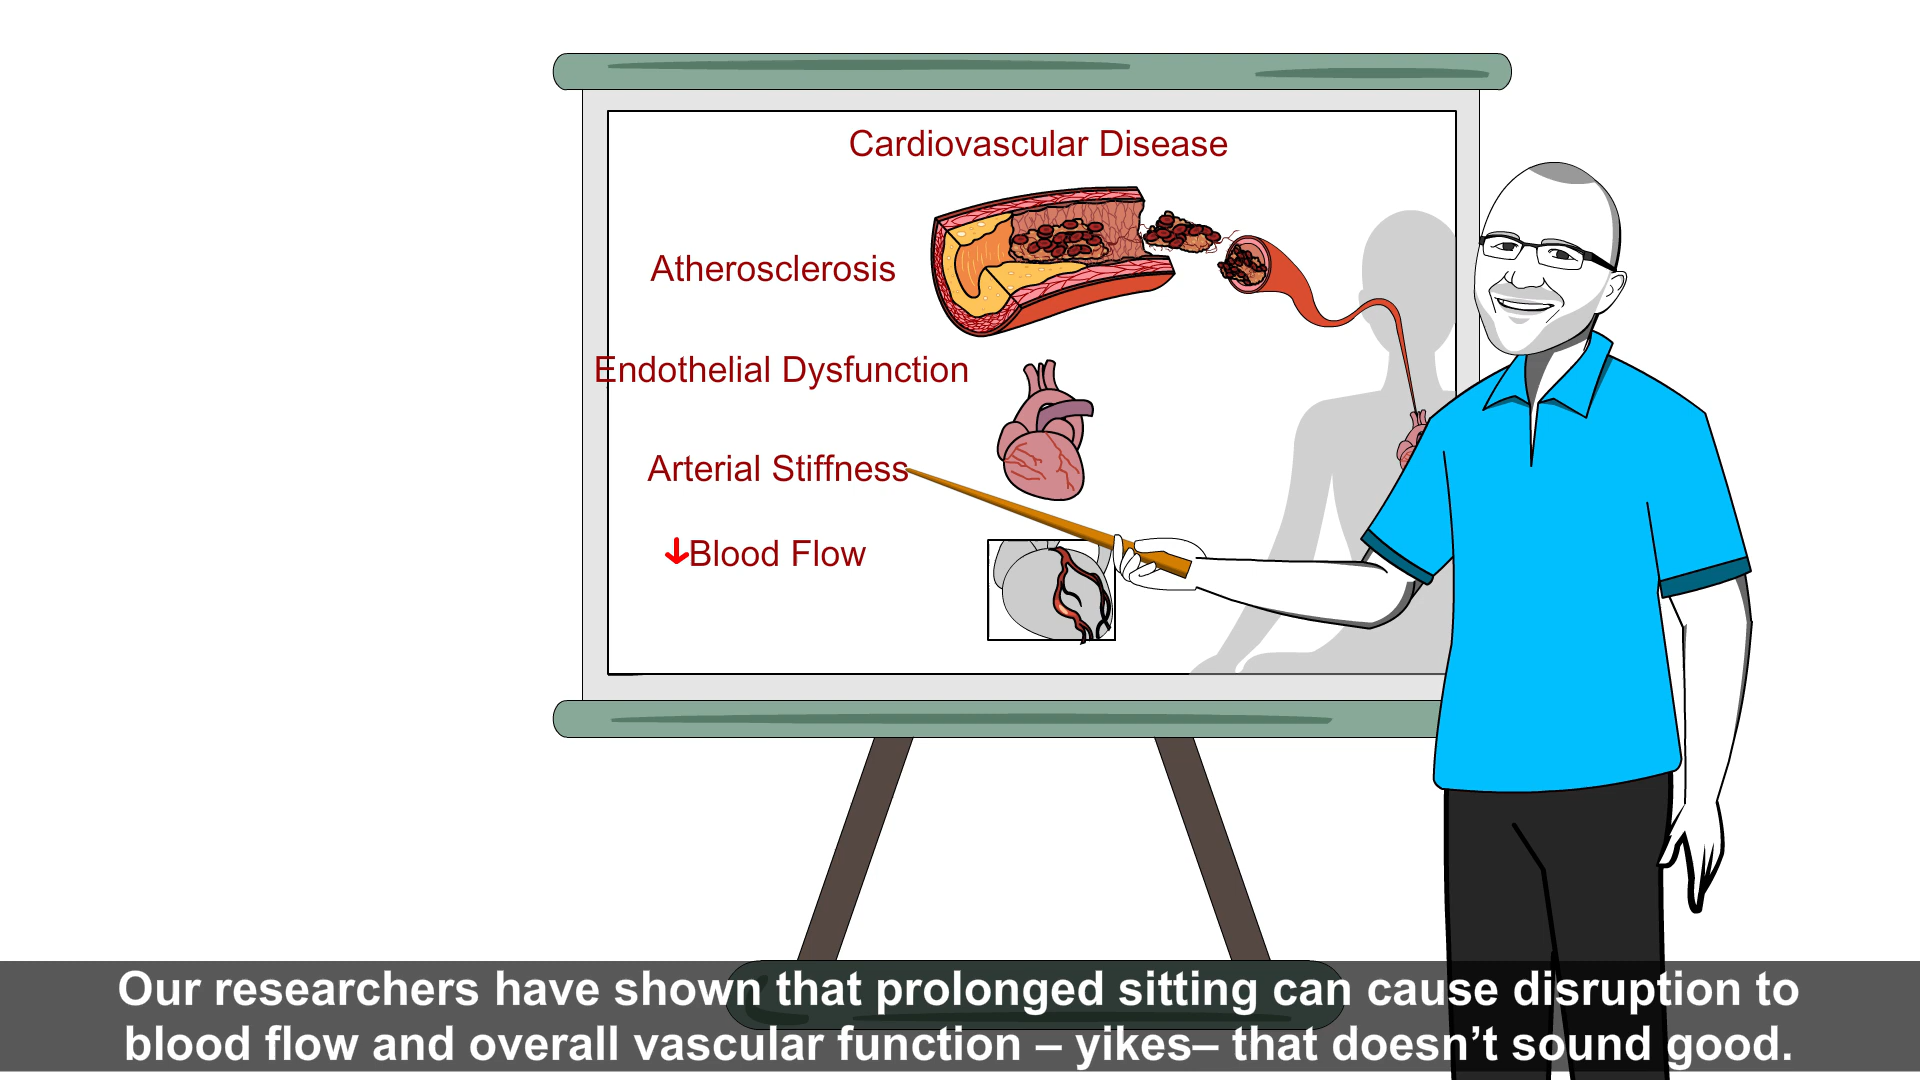 Cardiovascular Disease
Atherosclerosis
Endothelial Dysfunction
Arterial Stiffness
↓Blood Flow
Our researchers have shown that prolonged sitting can cause disruption to
blood flow and overall vascular function – yikes– that doesn’t sound good.